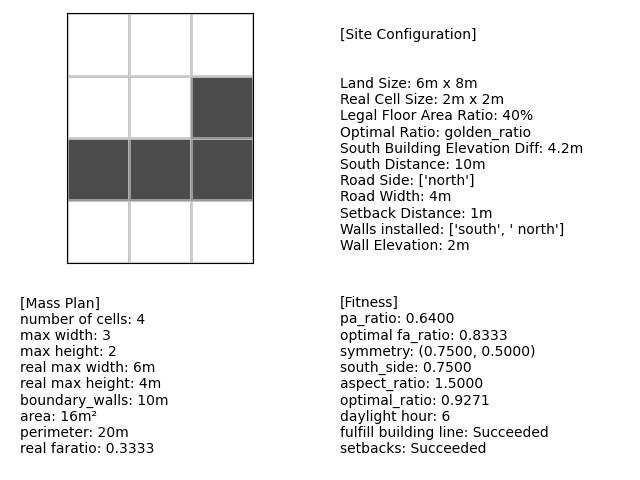 [Site Configuration]
Land Size: 6m x 8m
Real Cell Size: 2m x 2m
Legal Floor Area Ratio: 40%
Optimal Ratio: golden_ratio
South Building Elevation Diff: 4.2m
South Distance: 10m
Road Side: ['north']
Road Width: 4m
Setback Distance: 1m
Walls installed: ['south', ' north']
Wall Elevation: 2m
[Mass Plan]
number of cells: 4
max width: 3
max height: 2
real max width: 6m
real max height: 4m
boundary_walls: 10m
area: 16m²
perimeter: 20m
real faratio: 0.3333
[Fitness]
pa_ratio: 0.6400
optimal fa_ratio: 0.8333
symmetry: (0.7500, 0.5000)
south_side: 0.7500
aspect_ratio: 1.5000
optimal_ratio: 0.9271
daylight hour: 6
fulfill building line: Succeeded
setbacks: Succeeded